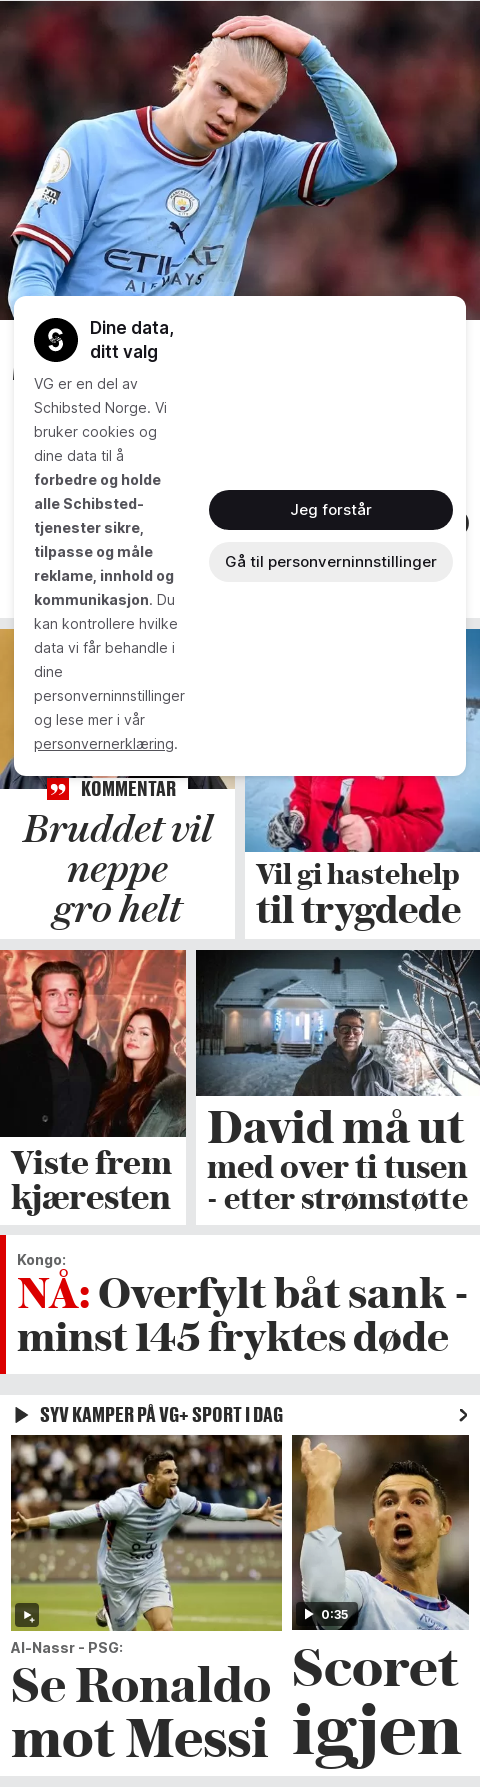 ETIHAD
AIRWAYS
Dine data,
ditt valg
VG er en del av
Schibsted Norge. Vi
bruker cookies og
dine data til å
forbedre og holde
alle Schibsted-
tjenester sikre,
tilpasse og måle
reklame, innhold og
kommunikasjon. Du
kan kontrollere hvilke
data vi får behandle i
dine
personverninnstillinger
og lese mer i vår
personvernerklæring.
Jeg forstår
Gå til personverninnstillinger
KOMMENTAR
Bruddet vil
neppe
gro helt
Vil gi hastehelp
til trygdede
Viste frem
kjæresten
David må ut
med over ti tusen
- etter strømstøtte
Kongo:
NÅ: Overfylt båt sank -
minst 145 fryktes døde
SYV KAMPER PÅ VG+ SPORT I DAG
0:35
Al-Nassr - PSG:
Se Ronaldo
mot Messi
Scoret
igjen